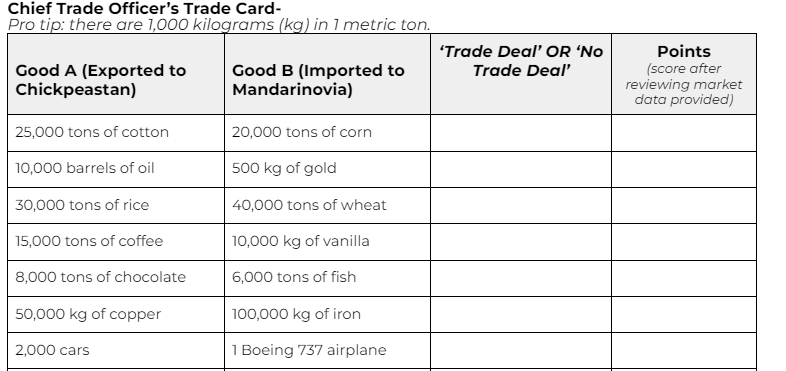 Chief Trade Officer's Trade Card-
Pro tip: there are 1,000 kilograms (kg) in 1 metric ton.
Good A (Exported to
Chickpeastan)
Good B (Imported to
Mandarinovia)
‘Trade Deal’ OR ‘No
Trade Deal’
Points
(score after
reviewing market
data provided)
25,000 tons of cotton
20,000 tons of corn
10,000 barrels of oil
500 kg of gold
30,000 tons of rice
40,000 tons of wheat
15,000 tons of coffee
10,000 kg of vanilla
8,000 tons of chocolate
6,000 tons of fish
50,000 kg of copper
100,000 kg of iron
2,000 cars
1 Boeing 737 airplane